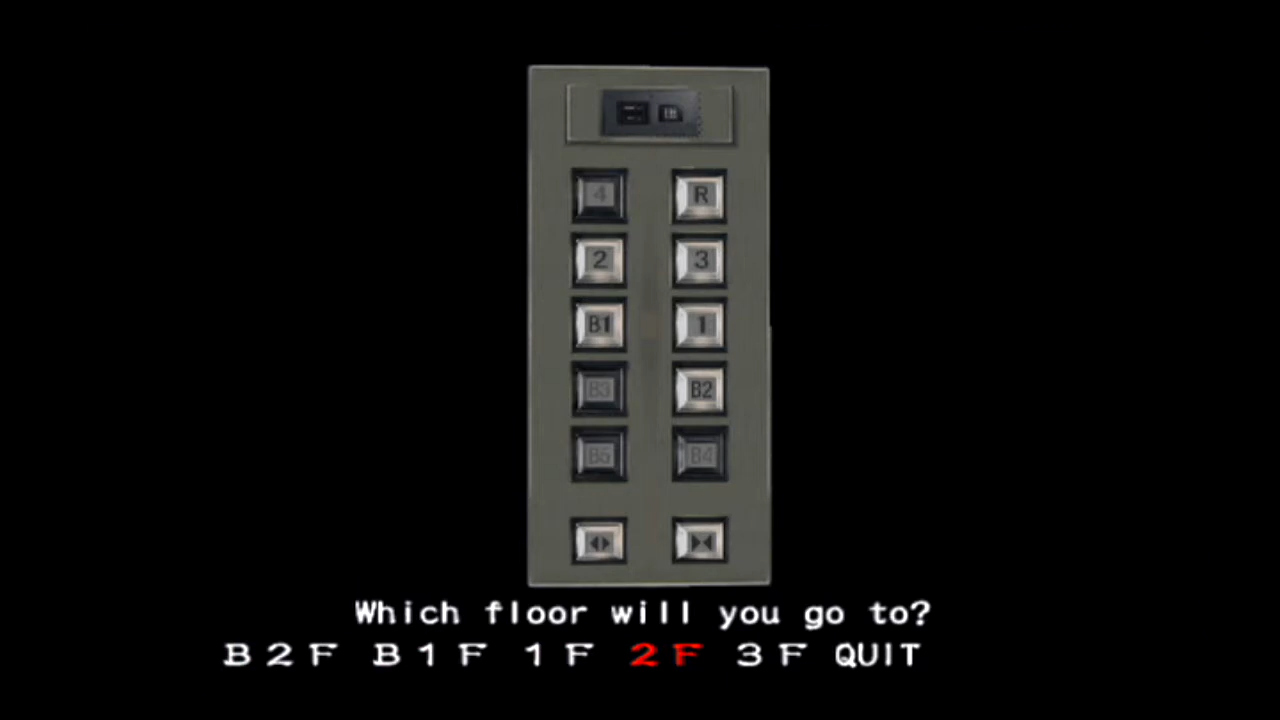 4 R
2 3
B1 1
B3 B2
B5 B4
Which floor will you go to?
B2F B1F 1F 2F 3F QUIT